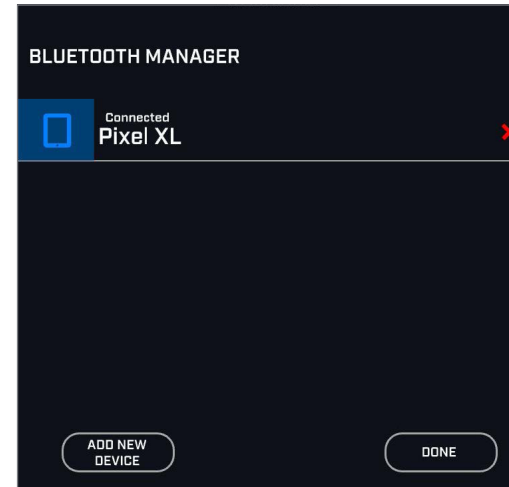 BLUETOOTH MANAGER
Connected
Pixel XL
ADD NEW
DEVICE
DONE